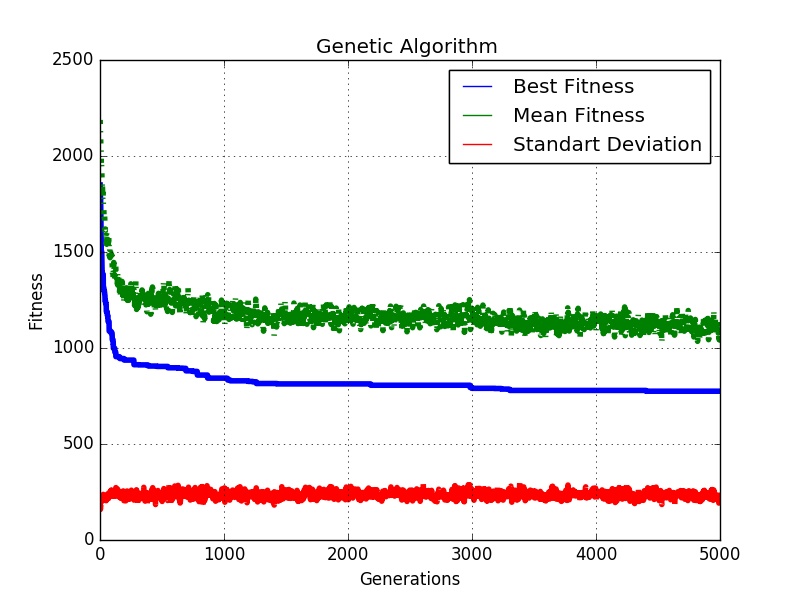 Genetic Algorithm
2500
2000
1500
1000
500
0
Fitness
Best Fitness
Mean Fitness
Standart Deviation
0 1000 2000 3000 4000 5000
Generations